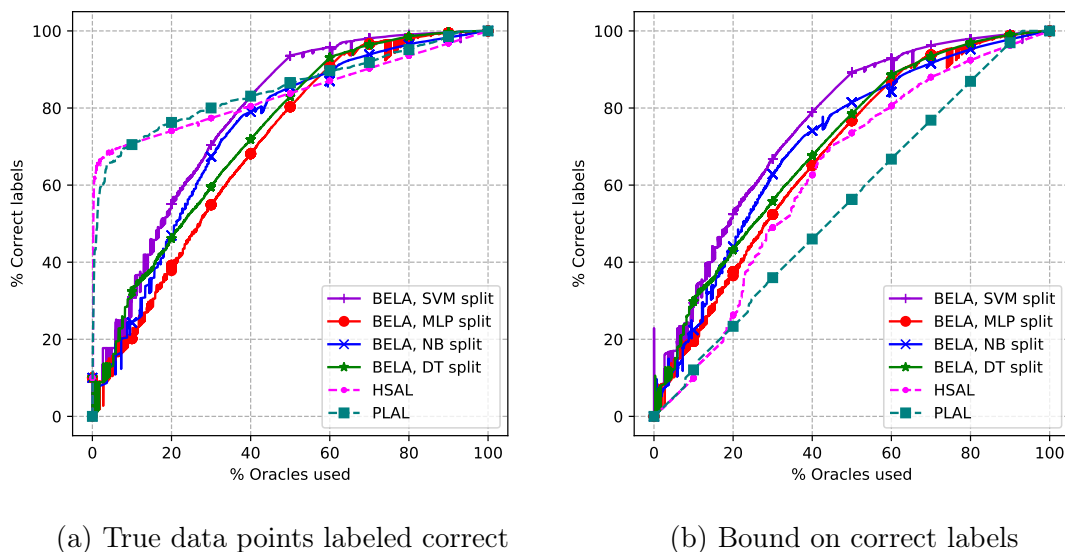 100
80
60
40
20
0
% Correct labels
0 20 40 60 80 100
% Oracles used
BELA, SVM split
BELA, MLP split
BELA, NB split
BELA, DT split
HSAL
PLAL
(a) True data points labeled correct
100
80
60
40
20
0
% Correct labels
0 20 40 60 80 100
% Oracles used
BELA, SVM split
BELA, MLP split
BELA, NB split
BELA, DT split
HSAL
PLAL
(b) Bound on correct labels